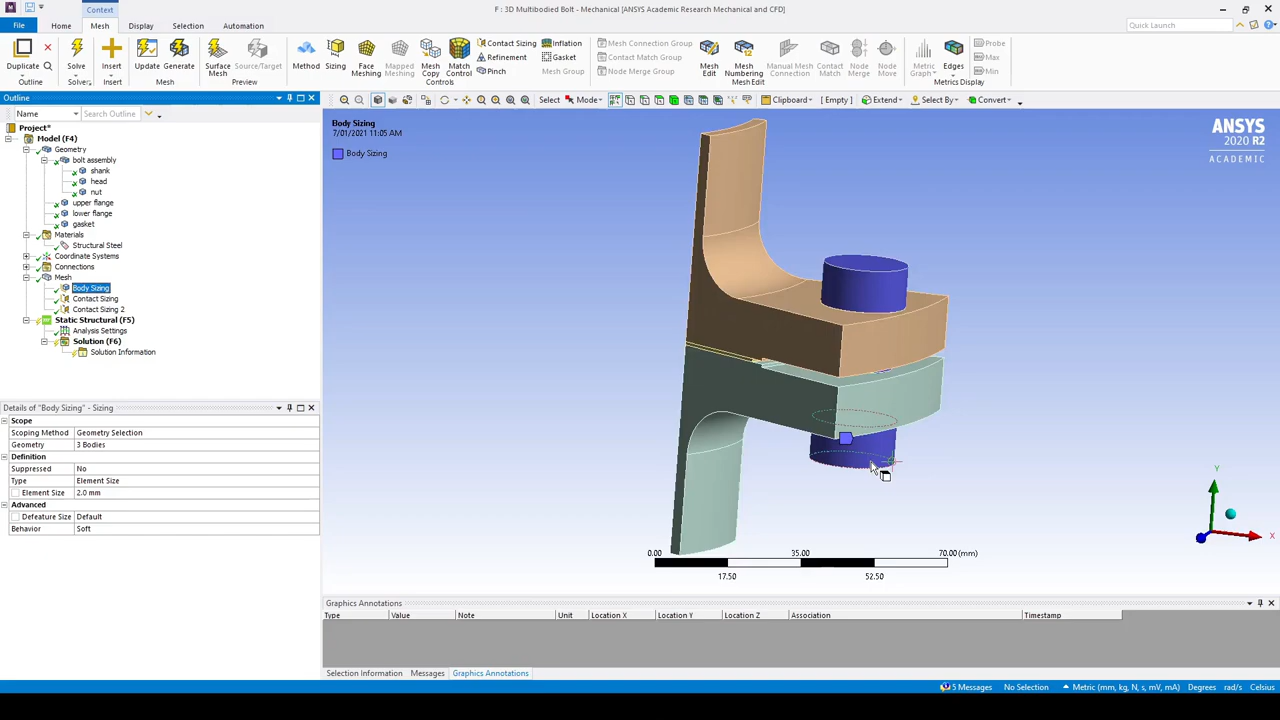 F : 3D Multibodied Bolt - Mechanical [ANSYS Academic Research Mechanical and CFD]
Context
File Home Mesh Display Selection Automation Quick Launch
Duplicate Solve Insert Update Generate Surface Mesh Source/Target Method Sizing Face Meshing Mapped Meshing Mesh Copy Match Control Contact Sizing Refinement Pinch Inflation Gasket Mesh Group Mesh Connection Group Contact Match Group Node Merge Group Mesh Edit Mesh Numbering Manual Mesh Connection Contact Match Node Merge Node Move Metric Graph Edges Probe Max Min
Outline Solver Insert Mesh Preview Controls Mesh Edit Metrics Display
Outline
Select Mode Clipboard [ Empty ] Extend Select By Convert
Name Search Outline
Project*
Model (F4)
Geometry
bolt assembly
shank
head
nut
upper flange
lower flange
gasket
Materials
Structural Steel
Coordinate Systems
Connections
Mesh
Body Sizing
Contact Sizing
Contact Sizing 2
Static Structural (F5)
Analysis Settings
Solution (F6)
Solution Information
Details of "Body Sizing" - Sizing
Scope
Scoping Method Geometry Selection
Geometry 3 Bodies
Definition
Suppressed No
Type Element Size
Element Size 2.0 mm
Advanced
Defeature Size Default
Behavior Soft
Body Sizing
7/01/2021 11:05 AM
Body Sizing
ANSYS
2020 R2
ACADEMIC
Y
X
0.00 35.00 70.00 (mm)
17.50 52.50
Graphics Annotations
Type Value Note Unit Location X Location Y Location Z Association Timestamp
Selection Information Messages Graphics Annotations
5 Messages No Selection Metric (mm, kg, N, s, mV, mA) Degrees rad/s Celsius